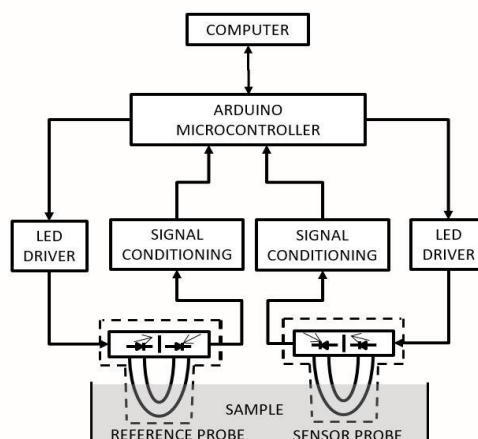 COMPUTER
ARDUINO
MICROCONTROLLER
LED
DRIVER
SIGNAL
CONDITIONING
SIGNAL
CONDITIONING
LED
DRIVER
SAMPLE
REFERENCE PROBE
SENSOR PROBE